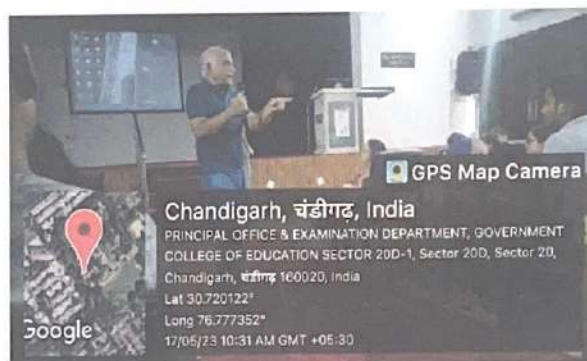 GPS Map Camera
Chandigarh, चंडीगढ़, India
PRINCIPAL OFFICE & EXAMINATION DEPARTMENT, GOVERNMENT
COLLEGE OF EDUCATION SECTOR 20D-1, Sector 20D, Sector 20,
Chandigarh, चंडीगढ़ 160020, India
Lat 30.720122°
Long 76.777352°
17/05/23 10:31 AM GMT +05:30
Google